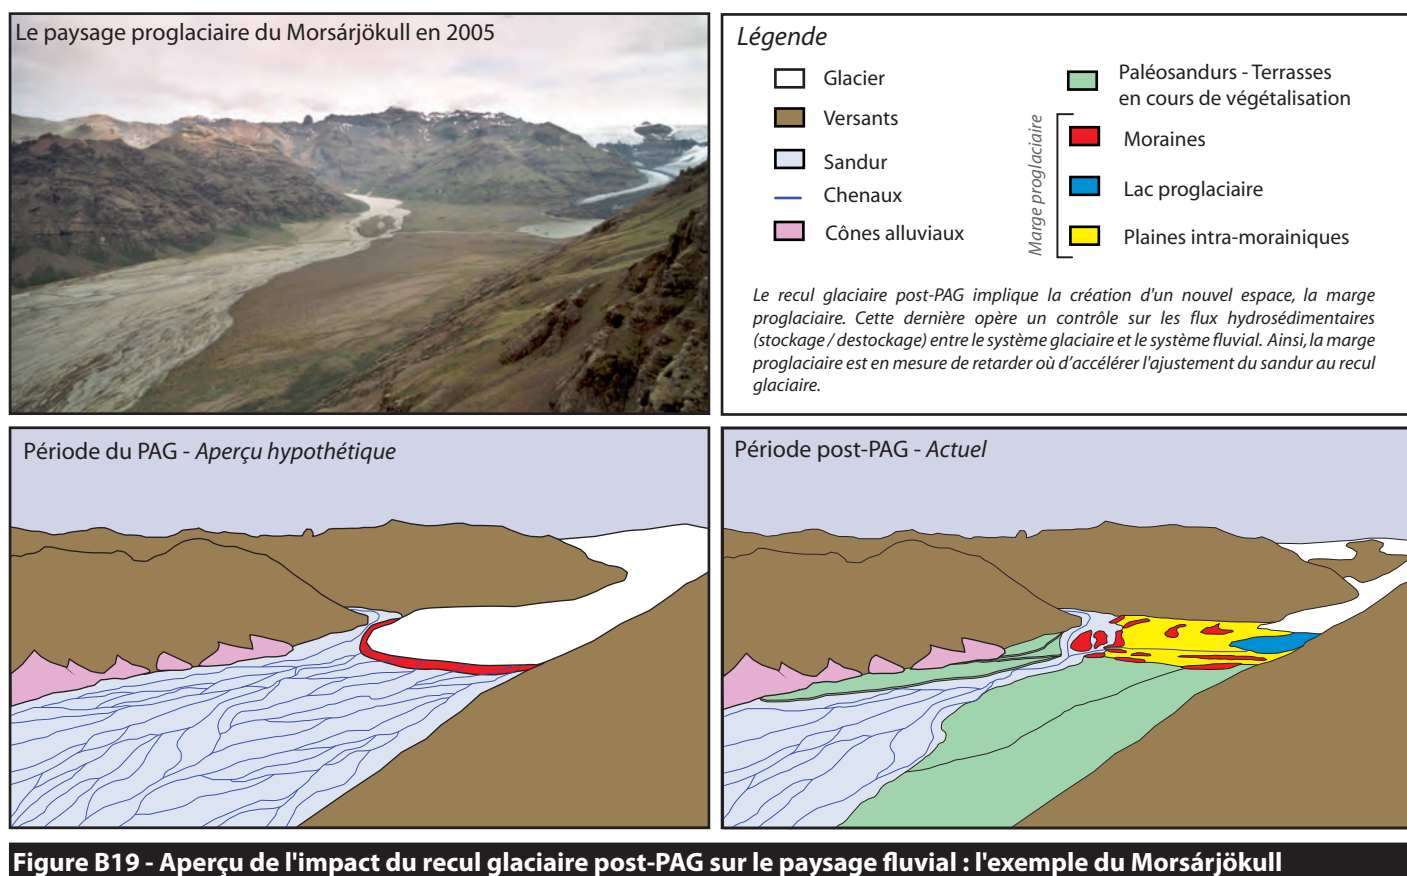 Le paysage proglaciaire du Morsárjökull en 2005
Légende
Glacier
Versants
Sandur
Chenaux
Cônes alluviaux
Paléosandurs - Terrasses
en cours de végétalisation
Marge proglaciaire
Moraines
Lac proglaciaire
Plaines intra-morainiques
Le recul glaciaire post-PAG implique la création d'un nouvel espace, la marge
proglaciaire. Cette dernière opère un contrôle sur les flux hydrosédimentaires
(stockage / destockage) entre le système glaciaire et le système fluvial. Ainsi, la marge
proglaciaire est en mesure de retarder où d'accélérer l'ajustement du sandur au recul
glaciaire.
Période du PAG - Aperçu hypothétique
Période post-PAG - Actuel
Figure B19 - Aperçu de l'impact du recul glaciaire post-PAG sur le paysage fluvial : l'exemple du Morsárjökull